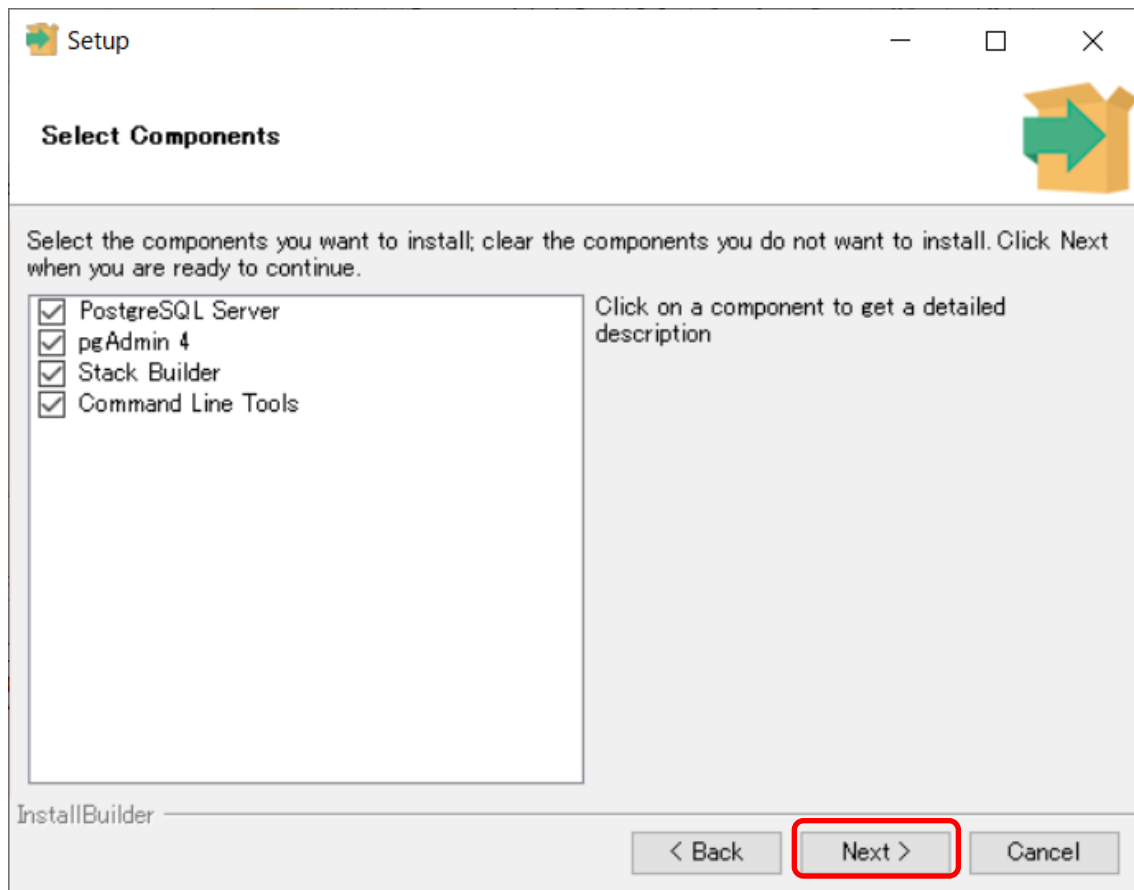 Setup
Select Components
Select the components you want to install; clear the components you do not want to install. Click Next
when you are ready to continue.
PostgreSQL Server
pgAdmin 4
Stack Builder
Command Line Tools
Click on a component to get a detailed
description
InstallBuilder
< Back
Next >
Cancel